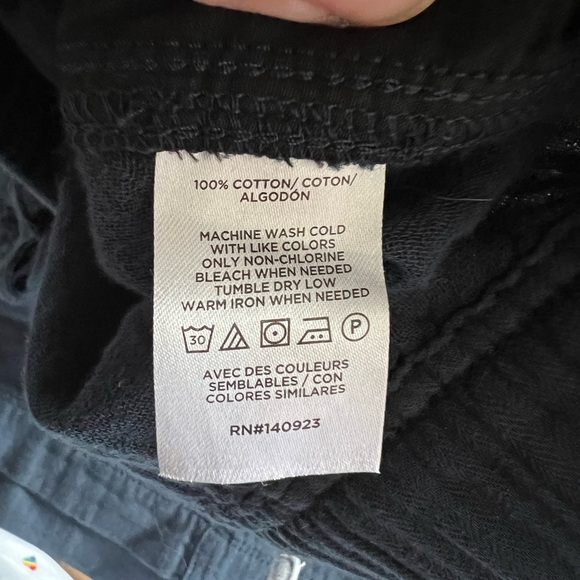 100% COTTON/ COTON/
ALGODÓN
MACHINE WASH COLD
WITH LIKE COLORS
ONLY NON-CHLORINE
BLEACH WHEN NEEDED
TUMBLE DRY LOW
WARM IRON WHEN NEEDED
30 P
AVEC DES COULEURS
SEMBLABLES / CON
COLORES SIMILARES
RN#140923